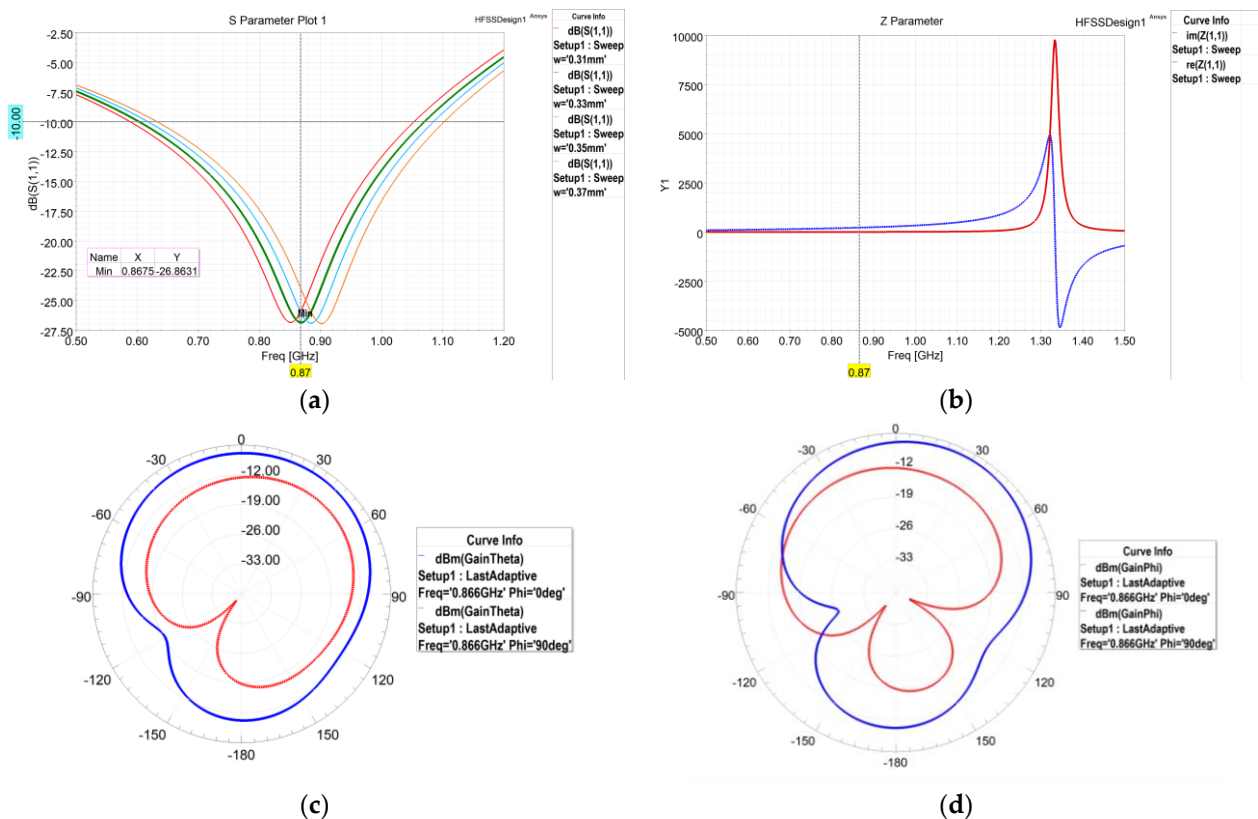 S Parameter Plot 1
HFSSDesign1
Ansys
-2.50
-5.00
-7.50
-10.00
-12.50
-15.00
-17.50
-20.00
-22.50
-25.00
-27.50
-10.00
dB(S(1,1))
Name X Y
Min 0.8675 -26.8631
Min
0.50 0.60 0.70 0.80 0.90 1.00 1.10 1.20
Freq [GHz]
0.87
Curve Info
dB(S(1,1))
Setup1 : Sweep
w='0.31mm'
dB(S(1,1))
Setup1 : Sweep
w='0.33mm'
dB(S(1,1))
Setup1 : Sweep
w='0.35mm'
dB(S(1,1))
Setup1 : Sweep
w='0.37mm'
(a)
Z Parameter
HFSSDesign1
Ansys
10000
7500
5000
2500
0
-2500
-5000
Y1
0.50 0.60 0.70 0.80 0.90 1.00 1.10 1.20 1.30 1.40 1.50
Freq [GHz]
0.87
Curve Info
im(Z(1,1))
Setup1 : Sweep
re(Z(1,1))
Setup1 : Sweep
(b)
0
-30
30
-60
60
-90
90
-120
120
-150
150
-180
-12.00
-19.00
-26.00
-33.00
Curve Info
dBm(GainTheta)
Setup1 : LastAdaptive
Freq='0.866GHz' Phi='0deg'
dBm(GainTheta)
Setup1 : LastAdaptive
Freq='0.866GHz' Phi='90deg'
(c)
0
-30
30
-60
60
-90
90
-120
120
-150
150
-180
-12
-19
-26
-33
Curve Info
dBm(GainPhi)
Setup1 : LastAdaptive
Freq='0.866GHz' Phi='0deg'
dBm(GainPhi)
Setup1 : LastAdaptive
Freq='0.866GHz' Phi='90deg'
(d)